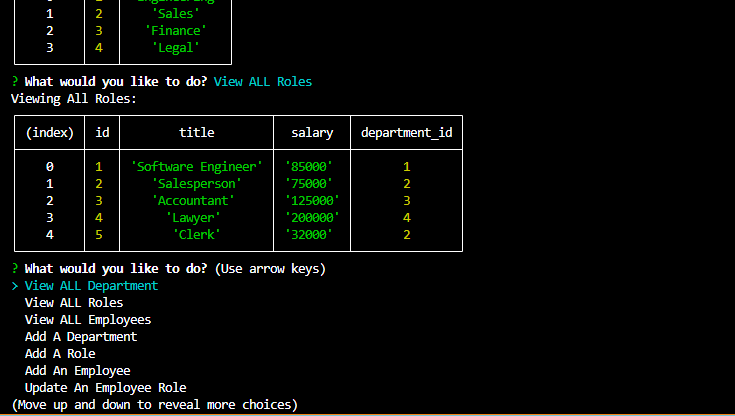 1 2 'Sales'
2 3 'Finance'
3 4 'Legal'
? What would you like to do? View ALL Roles
Viewing All Roles:
(index) id title salary department_id
0 1 'Software Engineer' '85000' 1
1 2 'Salesperson' '75000' 2
2 3 'Accountant' '125000' 3
3 4 'Lawyer' '200000' 4
4 5 'Clerk' '32000' 2
? What would you like to do? (Use arrow keys)
> View ALL Department
View ALL Roles
View ALL Employees
Add A Department
Add A Role
Add An Employee
Update An Employee Role
(Move up and down to reveal more choices)